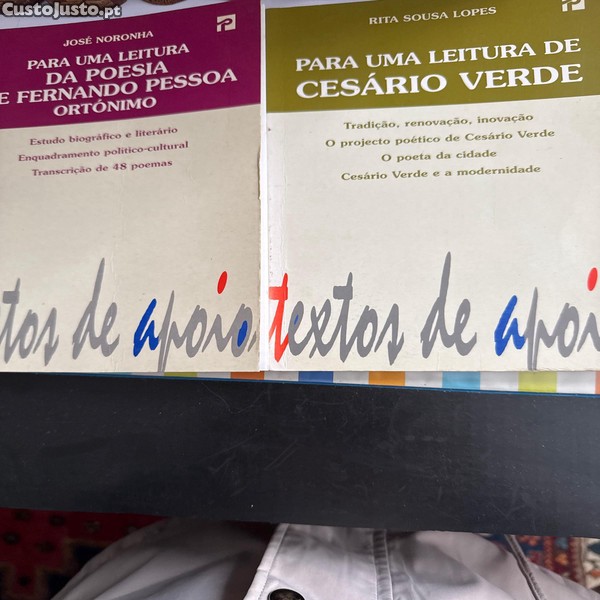 CustoJusto.pt
JOSÉ NORONHA
PARA UMA LEITURA
DA POESIA
E FERNANDO PESSOA
ORTÓNIMO
Estudo biográfico e literário
Enquadramento político-cultural
Transcrição de 48 poemas
tos de apoio
RITA SOUSA LOPES
PARA UMA LEITURA DE
CESÁRIO VERDE
Tradição, renovação, inovação
O projecto poético de Cesário Verde
O poeta da cidade
Cesário Verde e a modernidade
textos de apoi